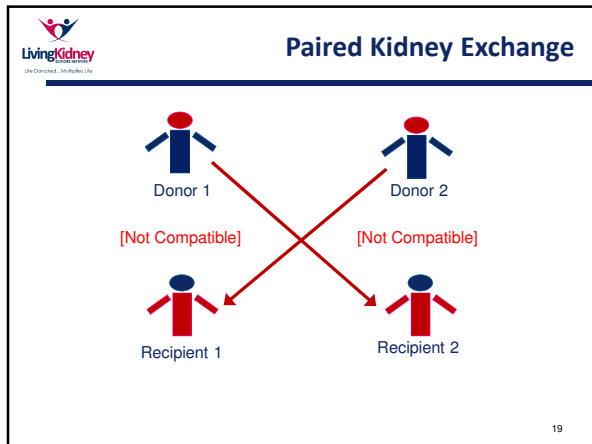 LivingKidney
DONORS NETWORK
Life Donated... Multiplies Life
Paired Kidney Exchange
Donor 1
Donor 2
[Not Compatible]
[Not Compatible]
Recipient 1
Recipient 2
19